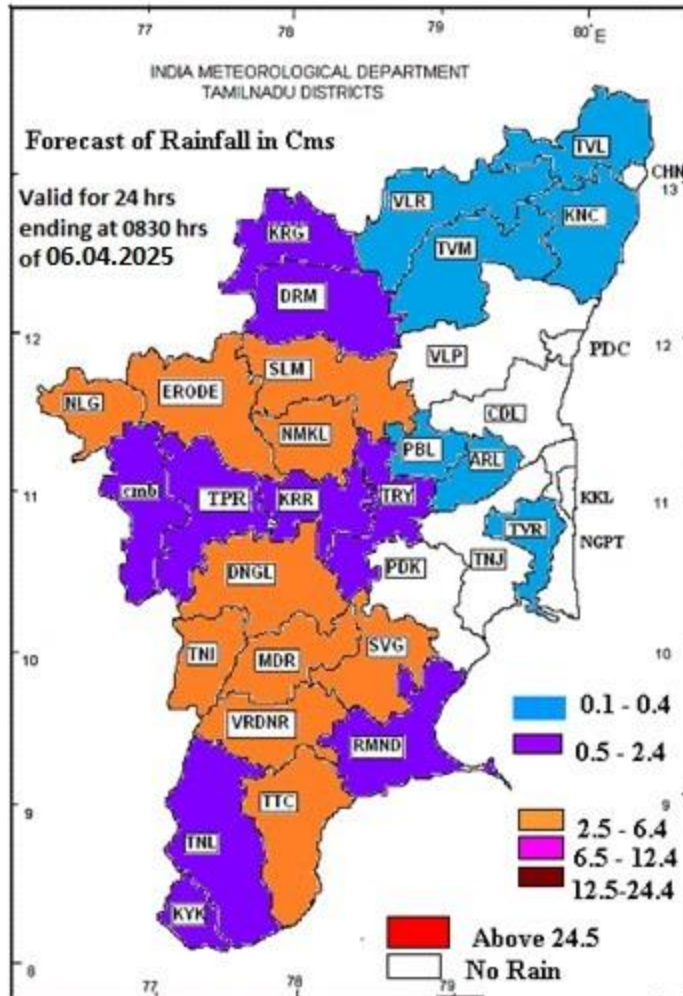 77 78 79 80°E
INDIA METEOROLOGICAL DEPARTMENT
TAMILNADU DISTRICTS
Forecast of Rainfall in Cms
Valid for 24 hrs
ending at 0830 hrs
of 06.04.2025
TVL
CHN
13
VLR
KNC
KRG
TVM
DRM
12
12
VLP
PDC
SLM
ERODE
NLG
CDL
NMKL
PBL
ARL
11
cmb
TPR
KRR
TRY
KKL
11
TVR
NGPT
DNGL
PDK
TNJ
10
TNI
MDR
SVG
10
VRDNR
RMND
0.1 - 0.4
0.5 - 2.4
9
TTC
9
2.5 - 6.4
TNL
6.5 - 12.4
12.5-24.4
KYK
Above 24.5
8
No Rain
77 78 79